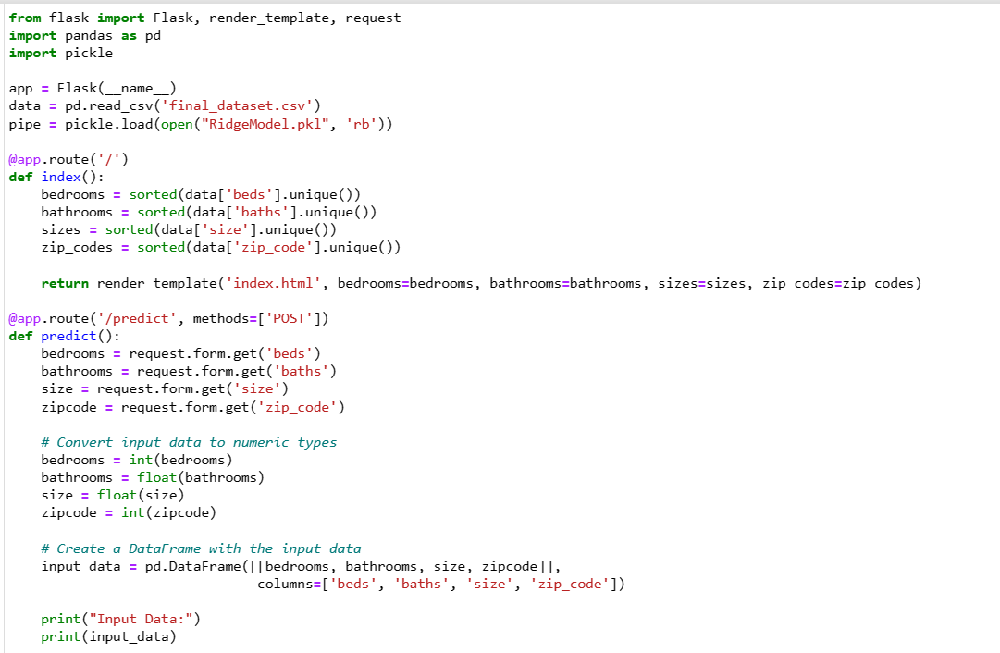 from flask import Flask, render_template, request
import pandas as pd
import pickle

app = Flask(__name__)
data = pd.read_csv('final_dataset.csv')
pipe = pickle.load(open("RidgeModel.pkl", 'rb'))

@app.route('/')
def index():
    bedrooms = sorted(data['beds'].unique())
    bathrooms = sorted(data['baths'].unique())
    sizes = sorted(data['size'].unique())
    zip_codes = sorted(data['zip_code'].unique())

    return render_template('index.html', bedrooms=bedrooms, bathrooms=bathrooms, sizes=sizes, zip_codes=zip_codes)

@app.route('/predict', methods=['POST'])
def predict():
    bedrooms = request.form.get('beds')
    bathrooms = request.form.get('baths')
    size = request.form.get('size')
    zipcode = request.form.get('zip_code')

    # Convert input data to numeric types
    bedrooms = int(bedrooms)
    bathrooms = float(bathrooms)
    size = float(size)
    zipcode = int(zipcode)

    # Create a DataFrame with the input data
    input_data = pd.DataFrame([[bedrooms, bathrooms, size, zipcode]],
                               columns=['beds', 'baths', 'size', 'zip_code'])

    print("Input Data:")
    print(input_data)